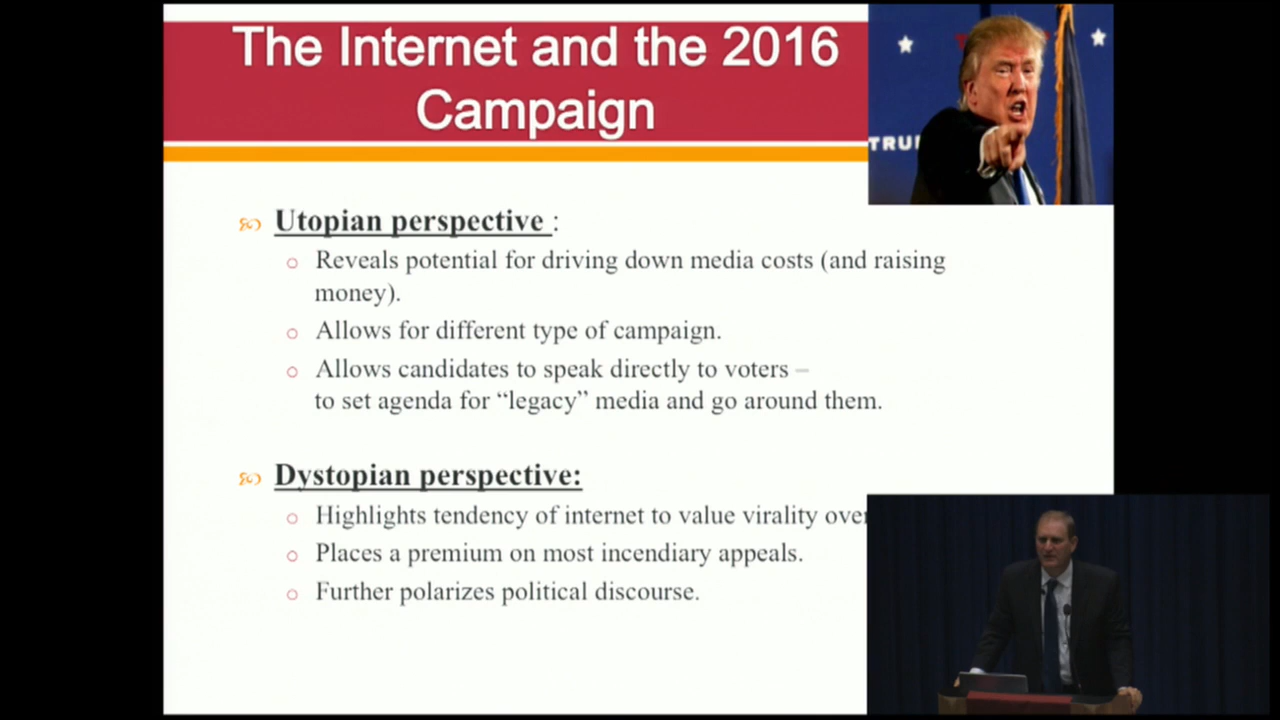 The Internet and the 2016
Campaign
TRU
Utopian perspective :
Reveals potential for driving down media costs (and raising
money).
Allows for different type of campaign.
Allows candidates to speak directly to voters –
to set agenda for “legacy” media and go around them.
Dystopian perspective:
Highlights tendency of internet to value virality over
Places a premium on most incendiary appeals.
Further polarizes political discourse.